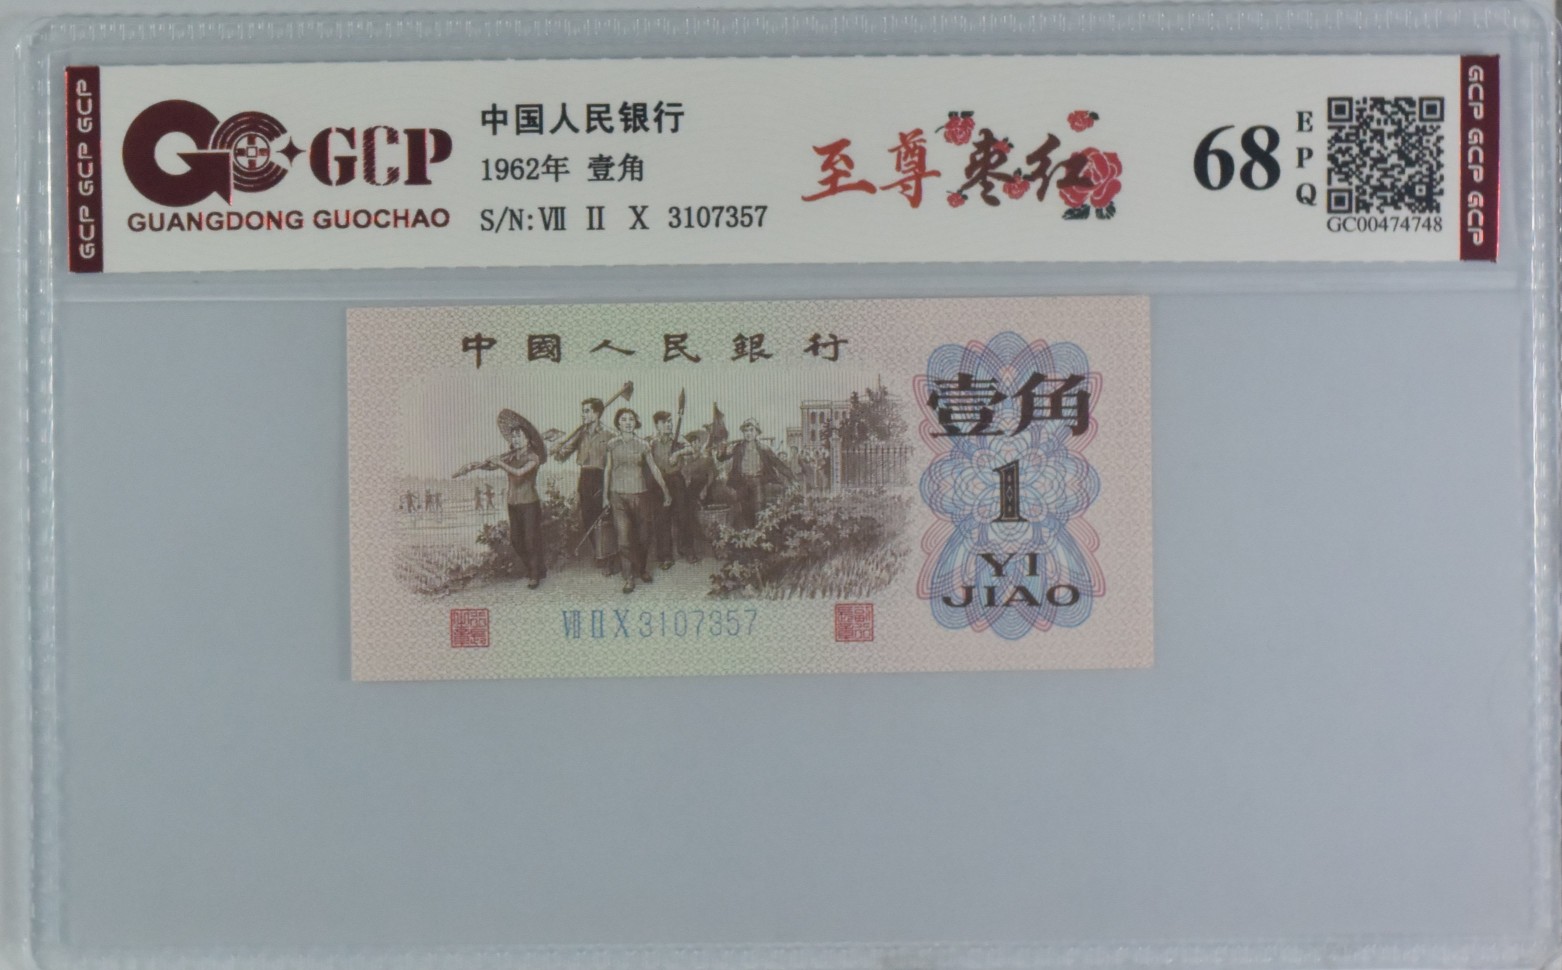 GCP GCP GCP
GCP
GUANGDONG GUOCHAO
中国人民银行
1962年 壹角
S/N: Ⅶ Ⅱ Ⅹ 3107357
至尊枣红
68
EPQ
GC00474748
GCP GCP GCP
中國人民銀行
壹角
1
YI
JIAO
Ⅶ Ⅱ Ⅹ 3107357